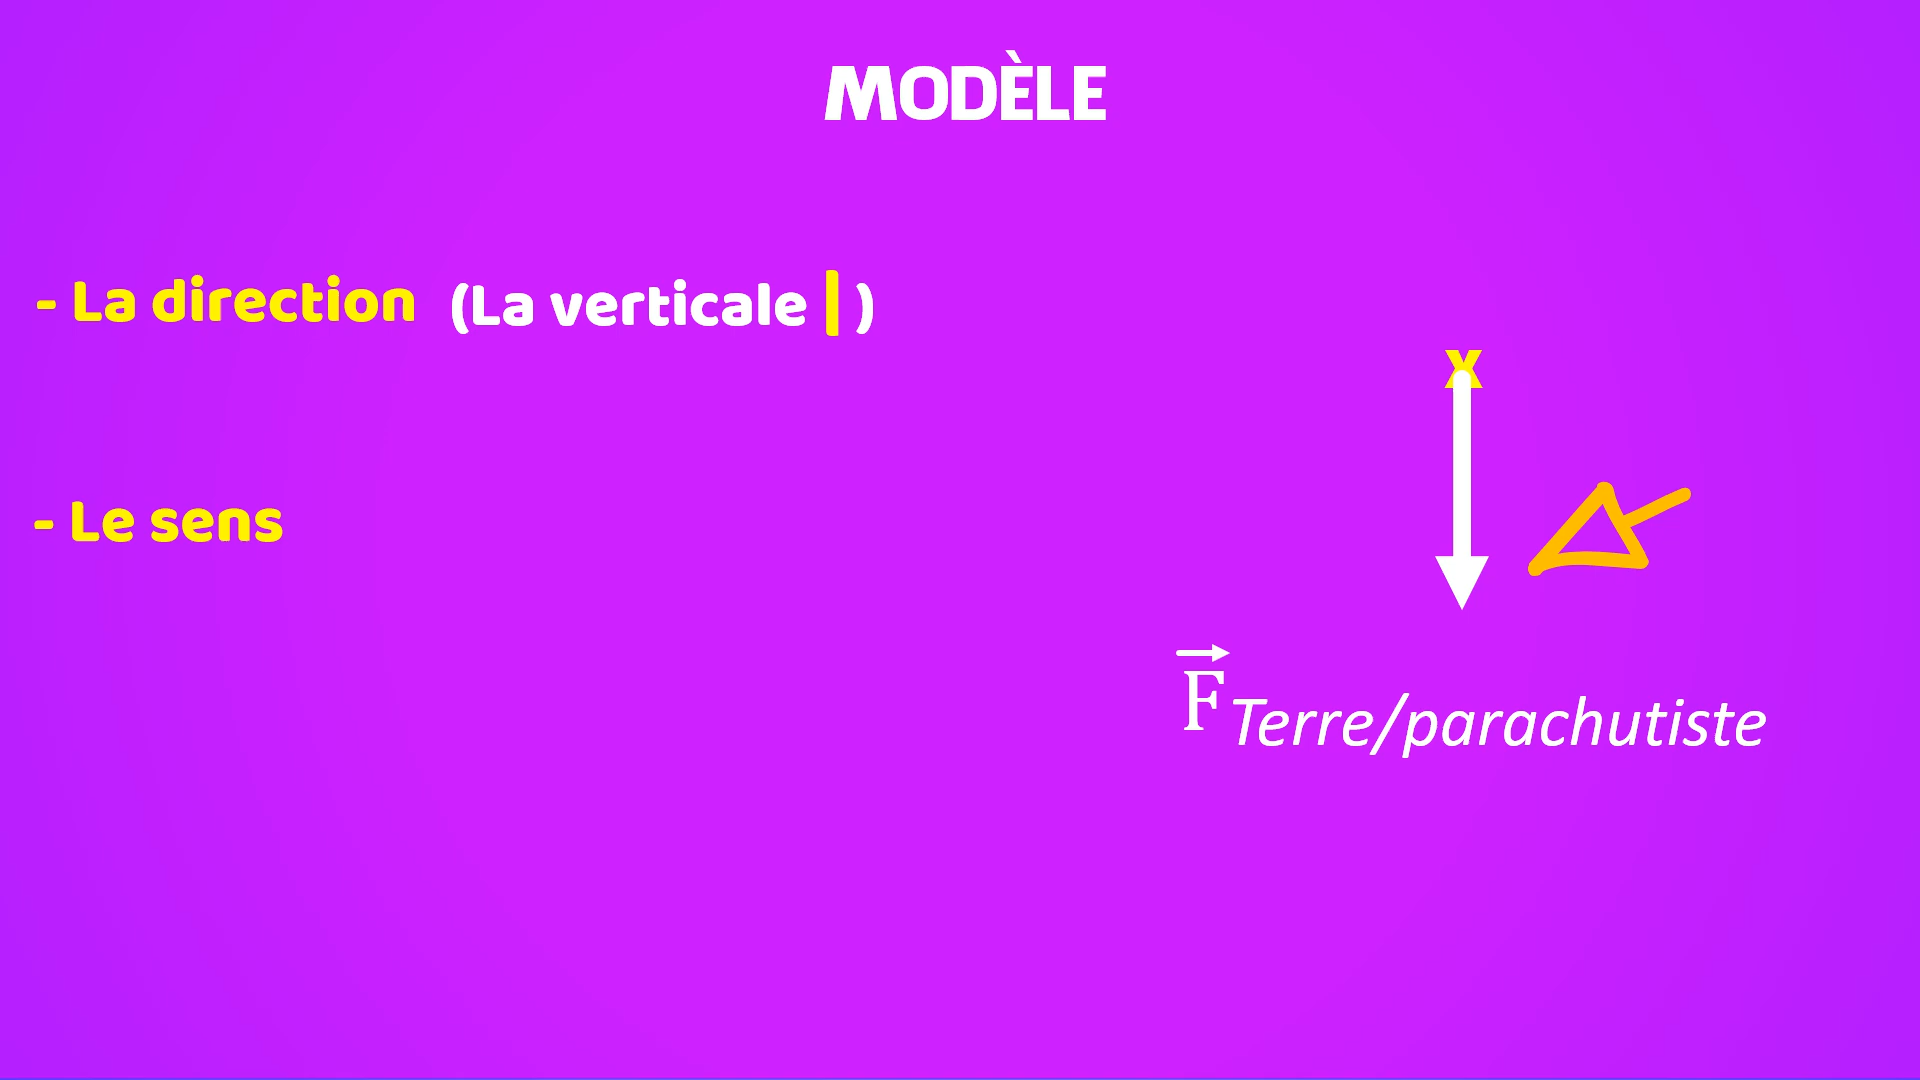 MODÈLE
- La direction (La verticale | )
x
- Le sens
F Terre/parachutiste